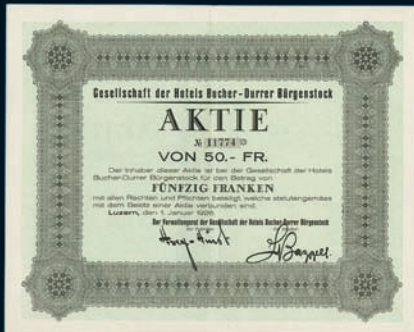 Gesellschaft der Hotels Bucher-Durrer Bürgenstock
AKTIE
№ 11774
VON 50.- FR.
Der Inhaber dieser Aktie ist bei der Gesellschaft der Hotels
Bucher-Durrer Bürgenstock für den Betrag von
FÜNFZIG FRANKEN
mit allen Rechten und Pflichten beteiligt, welche statutengemäss
mit dem Besitz einer Aktie verbunden sind.
Luzern, den 1. Januar
Der Verwaltungsrat der Gesellschaft der Hotels Bucher-Durrer Bürgenstock